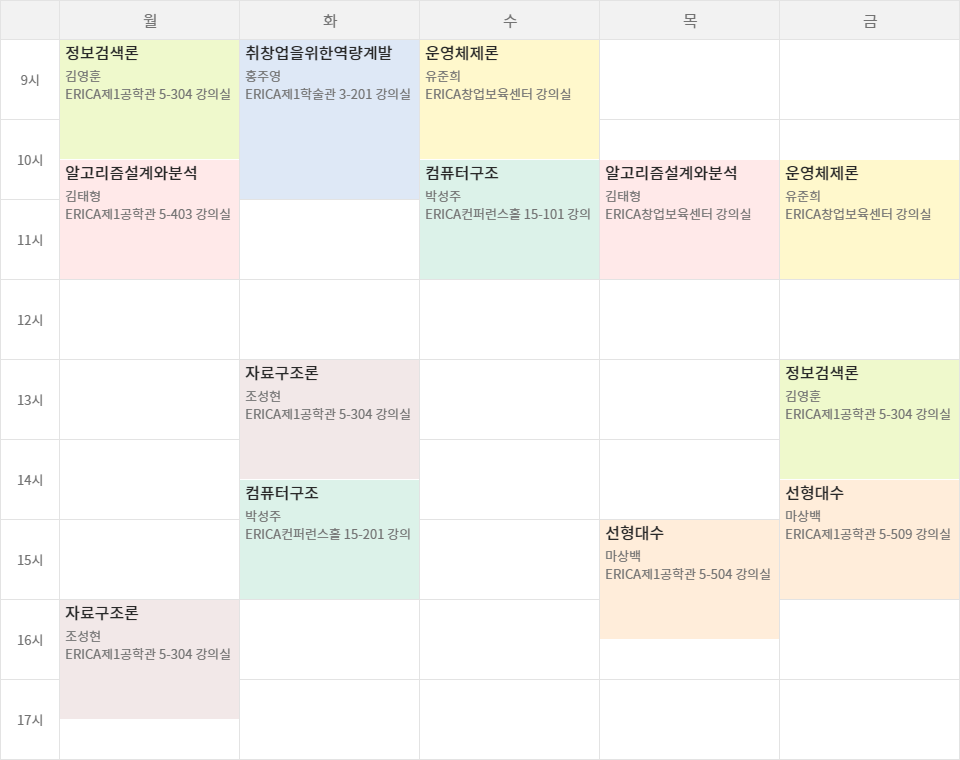 월 화 수 목 금
9시
10시
11시
12시
13시
14시
15시
16시
17시
정보검색론
김영훈
ERICA제1공학관 5-304 강의실
알고리즘설계와분석
김태형
ERICA제1공학관 5-403 강의실
자료구조론
조성현
ERICA제1공학관 5-304 강의실
취창업을위한역량계발
홍주영
ERICA제1학술관 3-201 강의실
자료구조론
조성현
ERICA제1공학관 5-304 강의실
컴퓨터구조
박성주
ERICA컨퍼런스홀 15-201 강의
운영체제론
유준희
ERICA창업보육센터 강의실
컴퓨터구조
박성주
ERICA컨퍼런스홀 15-101 강의
알고리즘설계와분석
김태형
ERICA창업보육센터 강의실
선형대수
마상백
ERICA제1공학관 5-504 강의실
운영체제론
유준희
ERICA창업보육센터 강의실
정보검색론
김영훈
ERICA제1공학관 5-304 강의실
선형대수
마상백
ERICA제1공학관 5-509 강의실